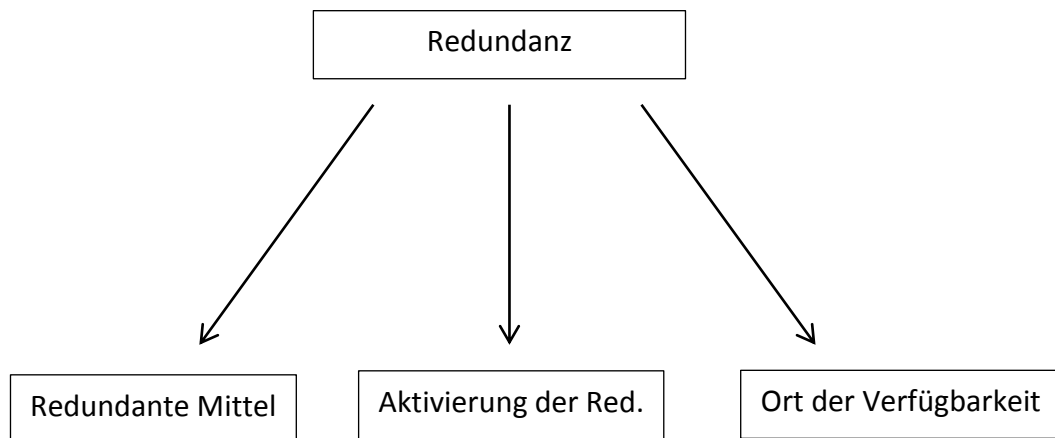 Redundanz
Redundante Mittel
Aktivierung der Red.
Ort der Verfügbarkeit